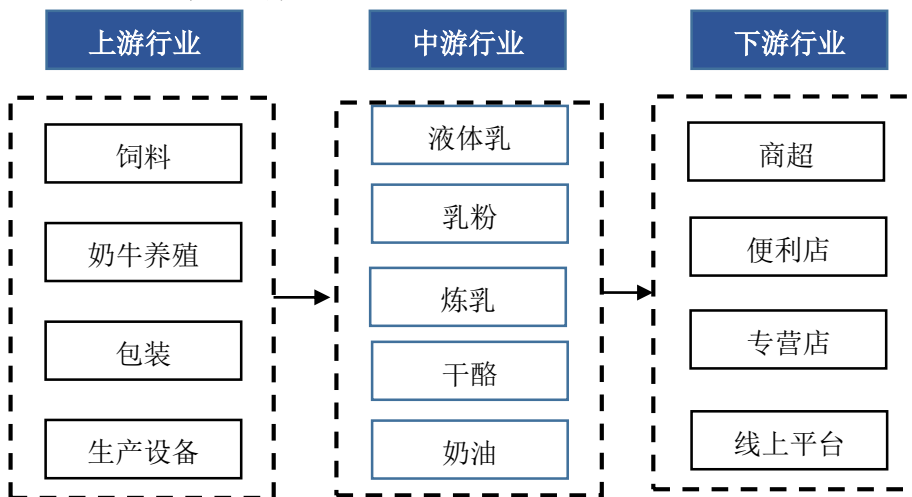 上游行业
中游行业
下游行业
饲料
奶牛养殖
包装
生产设备
液体乳
乳粉
炼乳
干酪
奶油
商超
便利店
专营店
线上平台